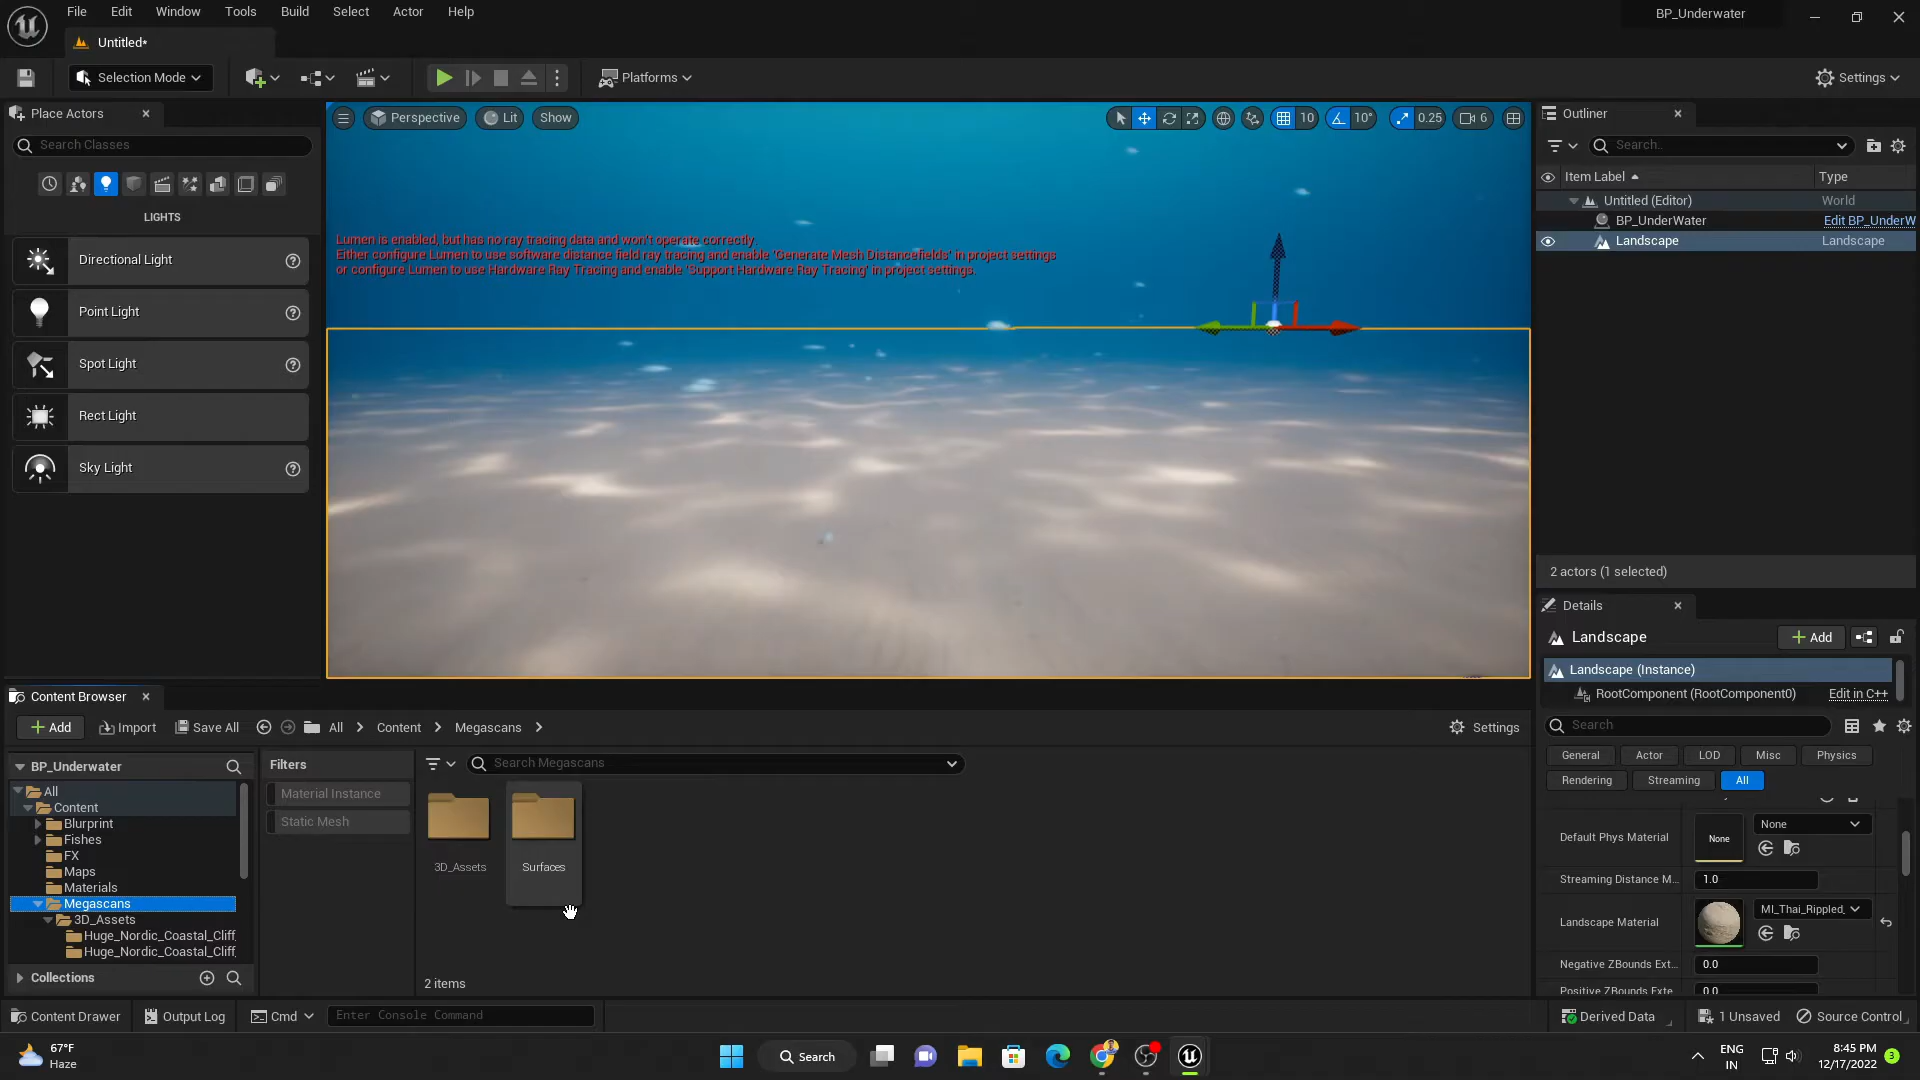 File Edit Window Tools Build Select Actor Help
BP_Underwater
Untitled*
Selection Mode
Platforms
Settings
Place Actors
Search Classes
LIGHTS
Directional Light
Point Light
Spot Light
Rect Light
Sky Light
Perspective
Lit
Show
10
10°
0.25
6
Lumen is enabled, but has no ray tracing data and won't operate correctly.
Either configure Lumen to use software distance field ray tracing and enable 'Generate Mesh Distancefields' in project settings
or configure Lumen to use Hardware Ray Tracing and enable 'Support Hardware Ray Tracing' in project settings.
Outliner
Search..
Item Label Type
Untitled (Editor) World
BP_UnderWater Edit BP_UnderW
Landscape Landscape
2 actors (1 selected)
Details
Landscape
Add
Landscape (Instance)
RootComponent (RootComponent0) Edit in C++
Search
General Actor LOD Misc Physics
Rendering Streaming All
Default Phys Material None None
Streaming Distance M... 1.0
Landscape Material MI_Thai_Rippled_
Negative ZBounds Ext... 0.0
Positive ZBounds Exte 0.0
Content Browser
Add Import Save All All Content Megascans Settings
BP_Underwater
All
Content
Blurprint
Fishes
FX
Maps
Materials
Megascans
3D_Assets
Huge_Nordic_Coastal_Cliff_
Huge_Nordic_Coastal_Cliff_
Collections
Filters
Material Instance
Static Mesh
Search Megascans
3D_Assets
Surfaces
2 items
Content Drawer
Output Log
Cmd
Enter Console Command
Derived Data
1 Unsaved
Source Control
67°F
Haze
Search
ENG
IN
8:45 PM
12/17/2022
3